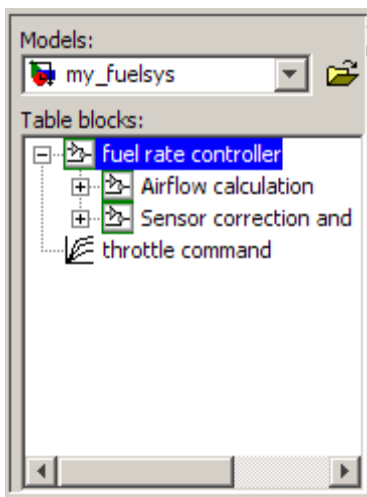 Models:
my_fuelsys
Table blocks:
fuel rate controller
Airflow calculation
Sensor correction and
throttle command